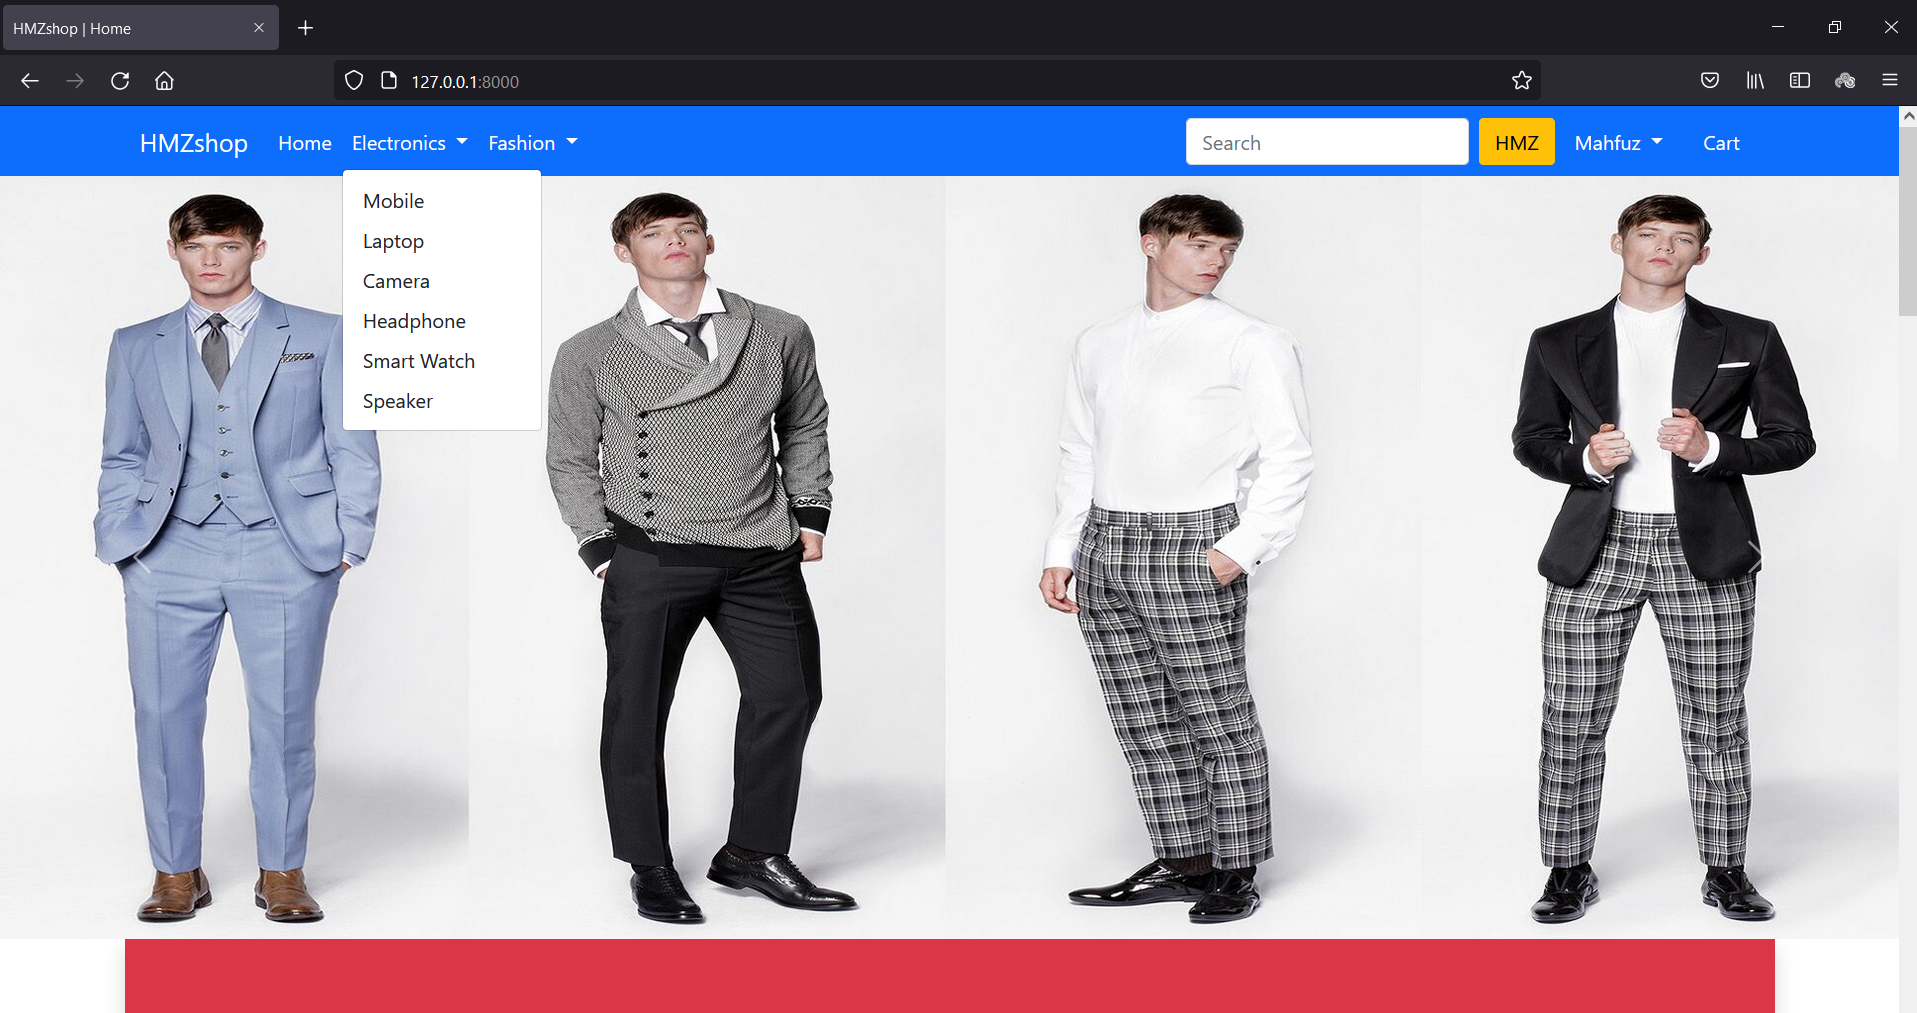 HMZshop | Home
127.0.0.1:8000
HMZshop Home Electronics Fashion Search HMZ Mahfuz Cart
Mobile
Laptop
Camera
Headphone
Smart Watch
Speaker